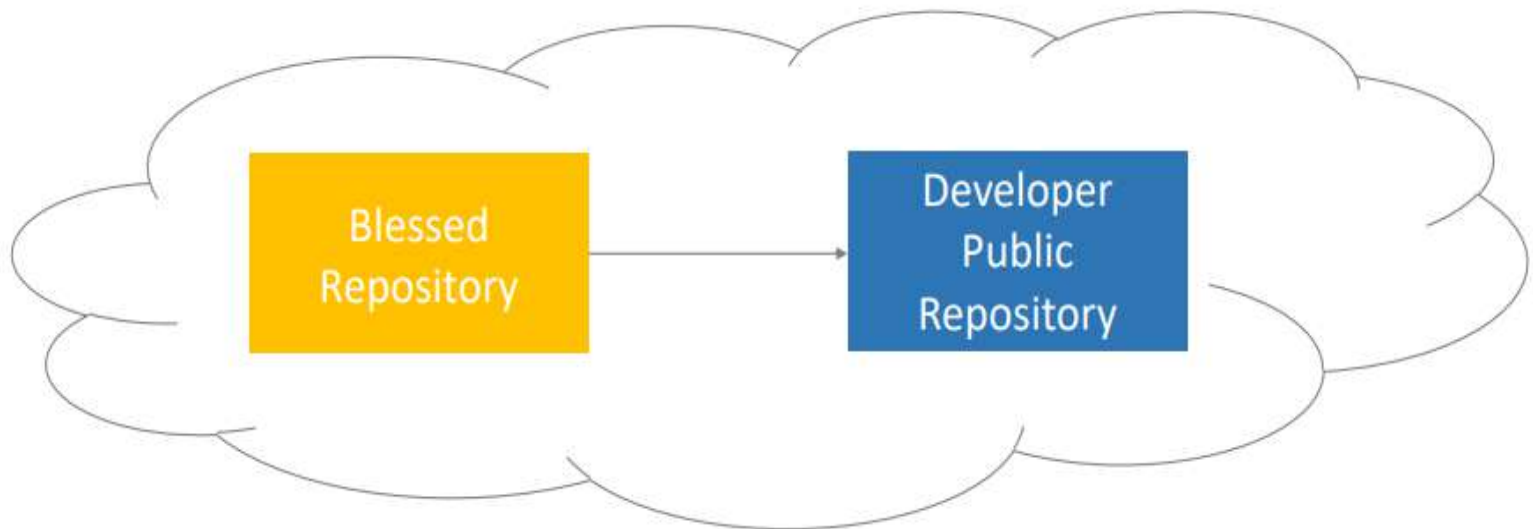 Blessed
Repository
Developer
Public
Repository